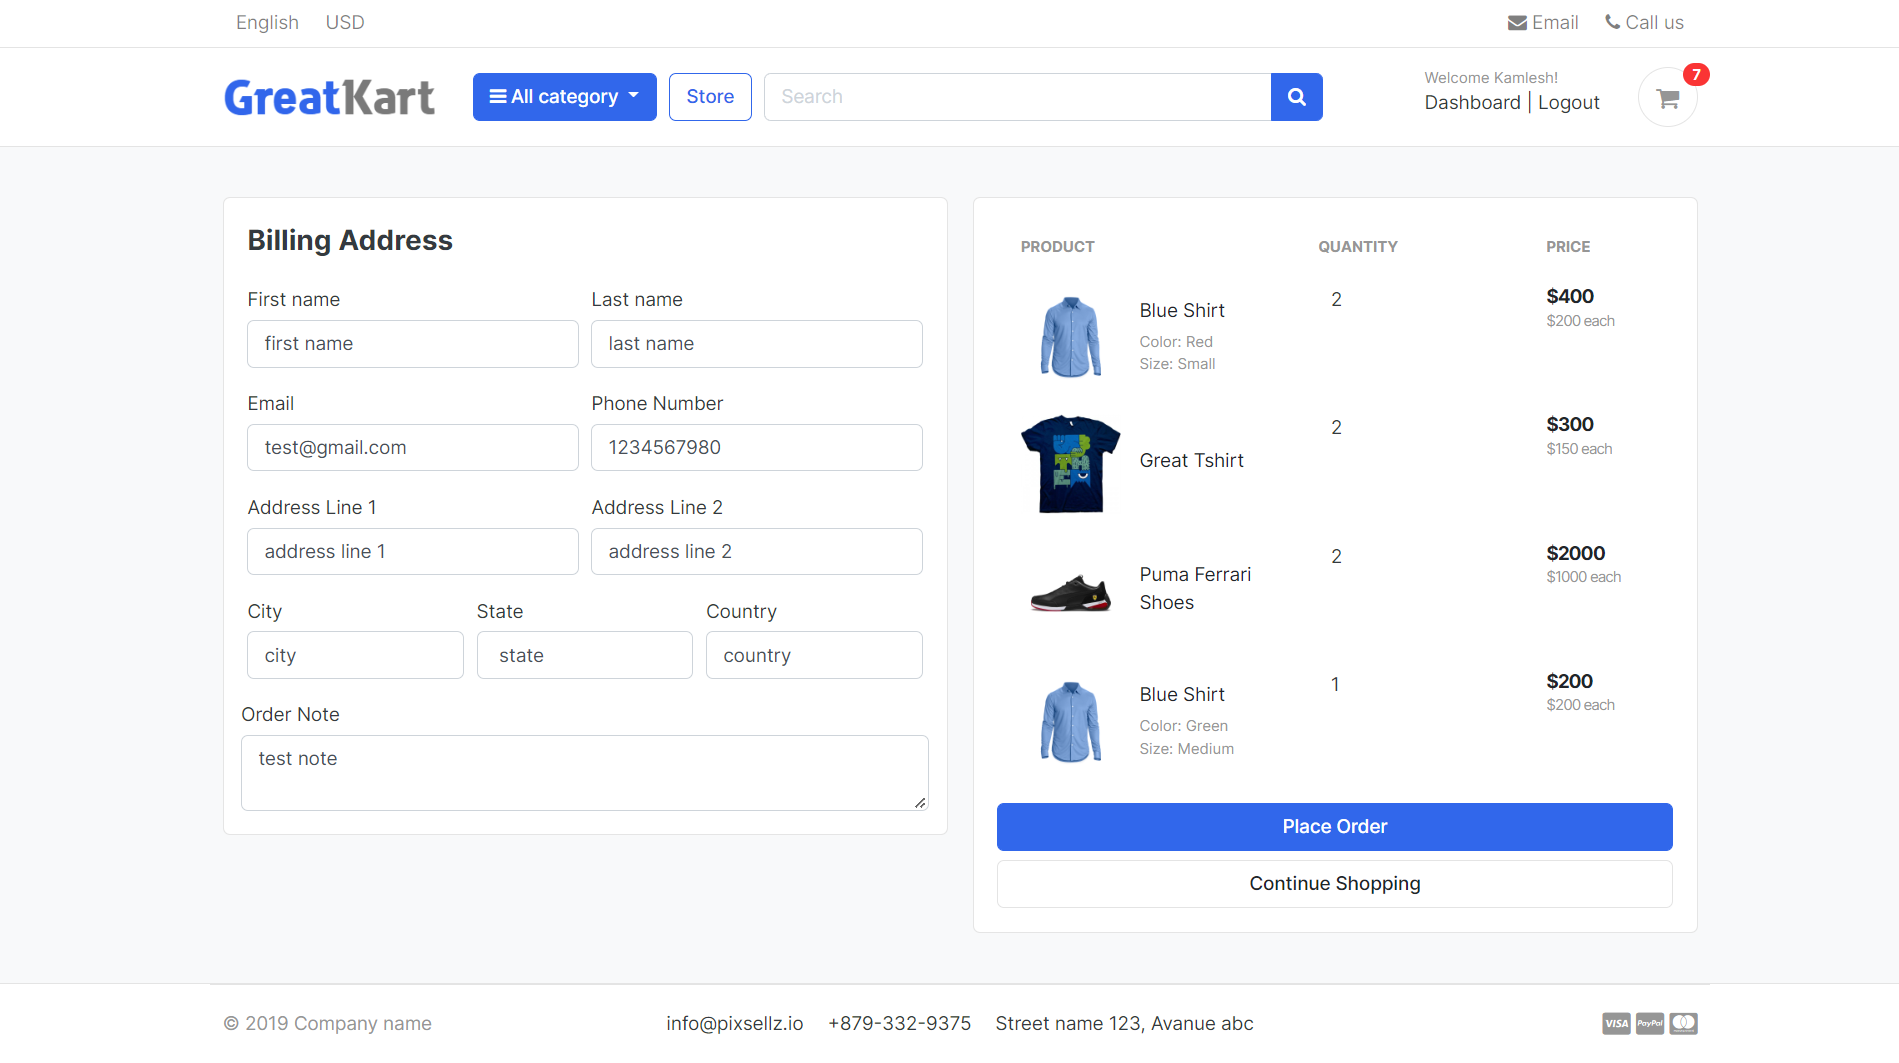 English USD
Email Call us
GreatKart
All category
Store
Search
Welcome Kamlesh!
Dashboard | Logout
7
Billing Address
First name Last name
first name last name
Email Phone Number
test@gmail.com 1234567980
Address Line 1 Address Line 2
address line 1 address line 2
City State Country
city state country
Order Note
test note
PRODUCT QUANTITY PRICE
Blue Shirt 2 $400
$200 each
Color: Red
Size: Small
Great Tshirt 2 $300
$150 each
Puma Ferrari
Shoes
2 $2000
$1000 each
Blue Shirt 1 $200
$200 each
Color: Green
Size: Medium
Place Order
Continue Shopping
© 2019 Company name
info@pixsellz.io +879-332-9375 Street name 123, Avanue abc
VISA PayPal